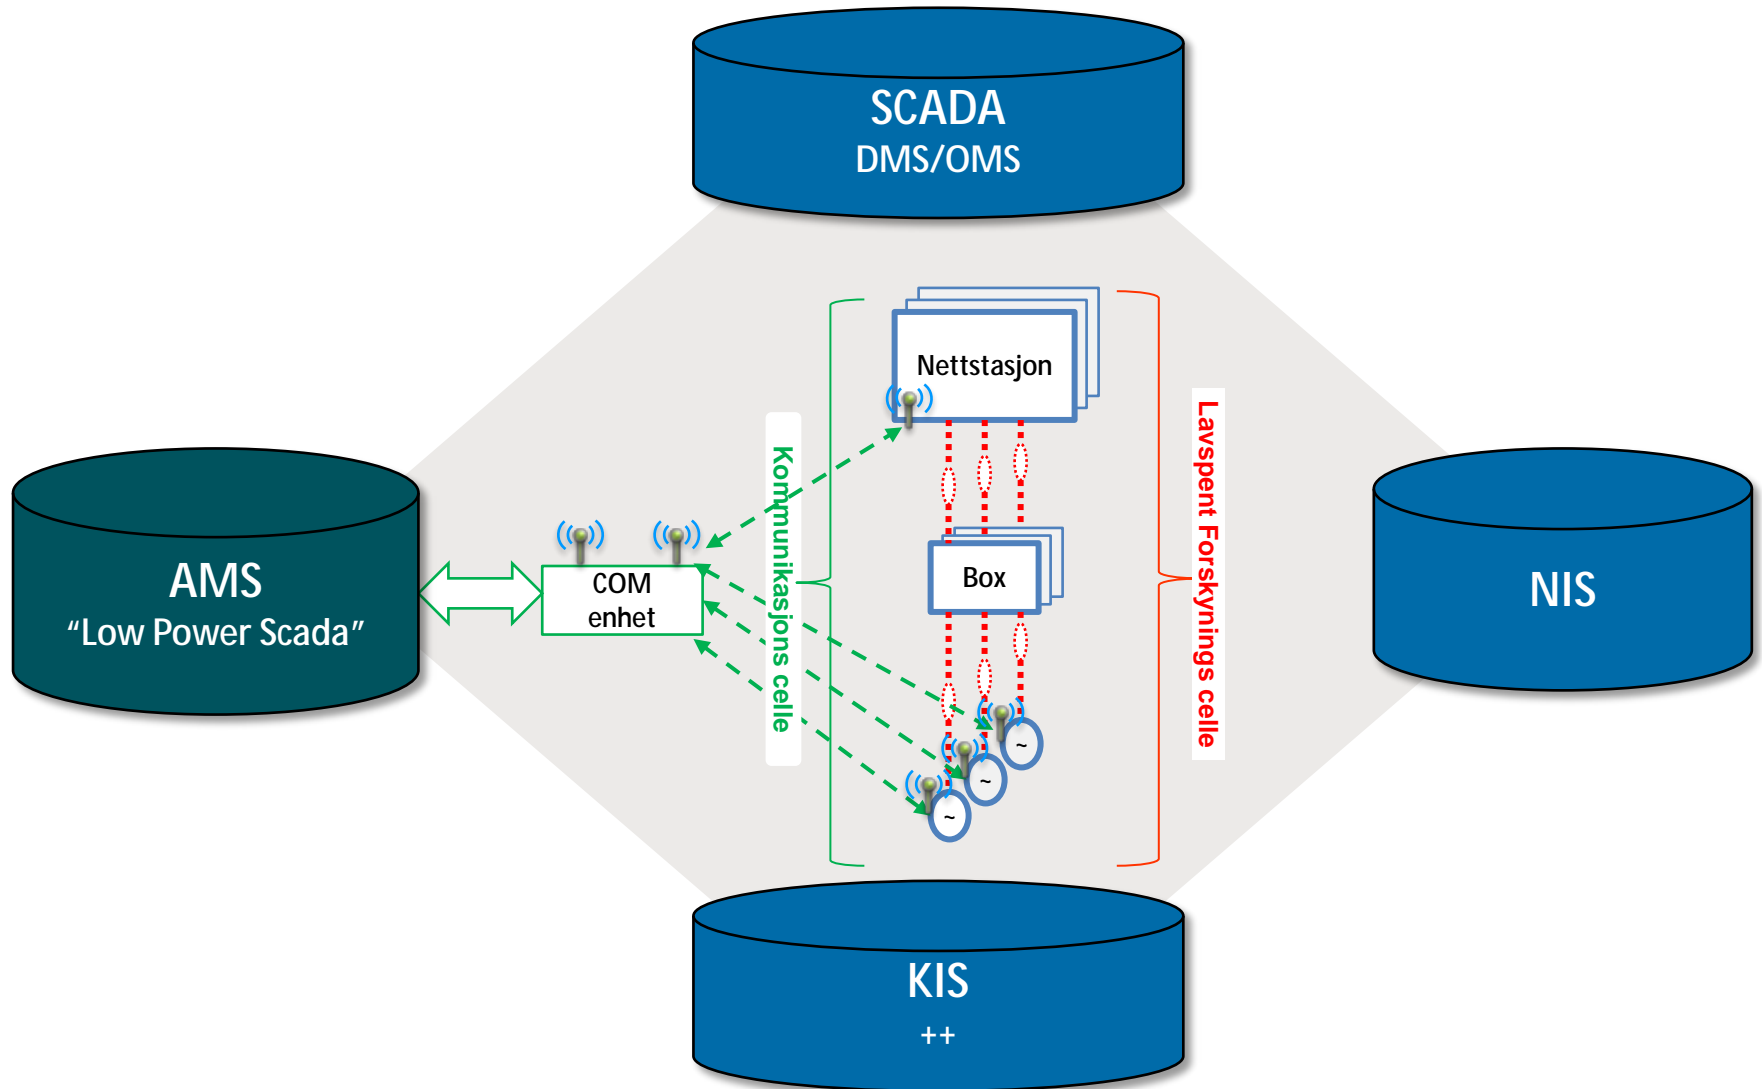 SCADA
DMS/OMS
Nettstasjon
Kommunikasjons celle
Lavspent Forskynings celle
AMS
“Low Power Scada”
COM
enhet
Box
NIS
~
~
~
KIS
++